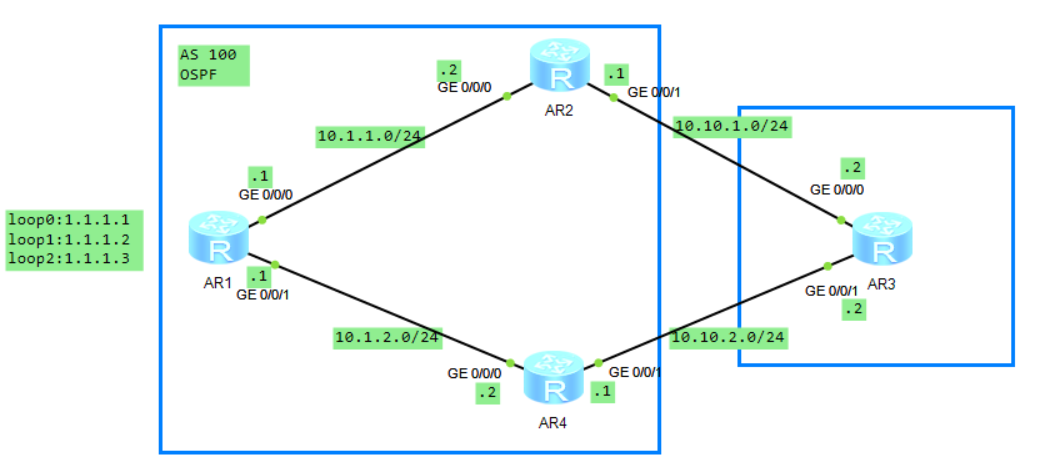 AS 100
OSPF
.2
GE 0/0/0
R
AR2
.1
GE 0/0/1
10.1.1.0/24
10.10.1.0/24
.1
GE 0/0/0
.2
GE 0/0/0
loop0:1.1.1.1
loop1:1.1.1.2
loop2:1.1.1.3
R
AR1
.1
GE 0/0/1
R
AR3
GE 0/0/1
.2
10.1.2.0/24
10.10.2.0/24
GE 0/0/0
.2
R
AR4
GE 0/0/1
.1